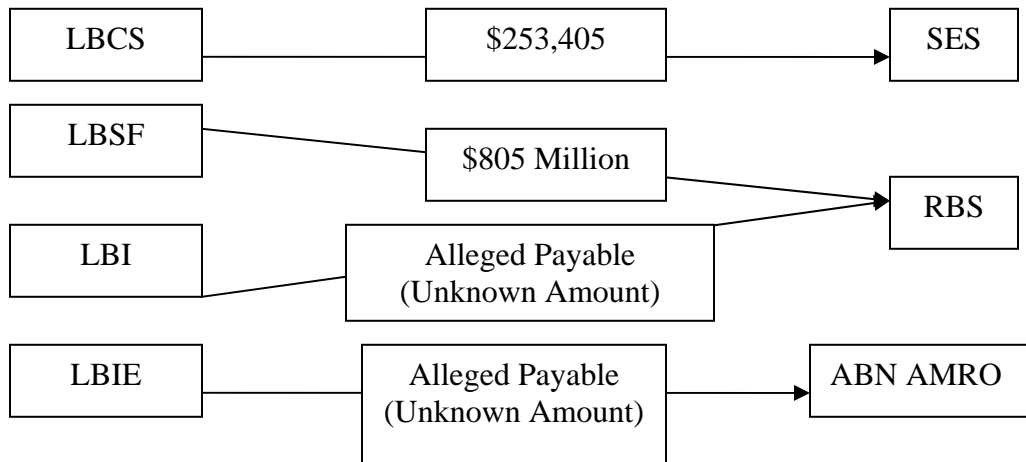 LBCS
$253,405
SES
LBSF
$805 Million
RBS
LBI
Alleged Payable
(Unknown Amount)
LBIE
Alleged Payable
(Unknown Amount)
ABN AMRO